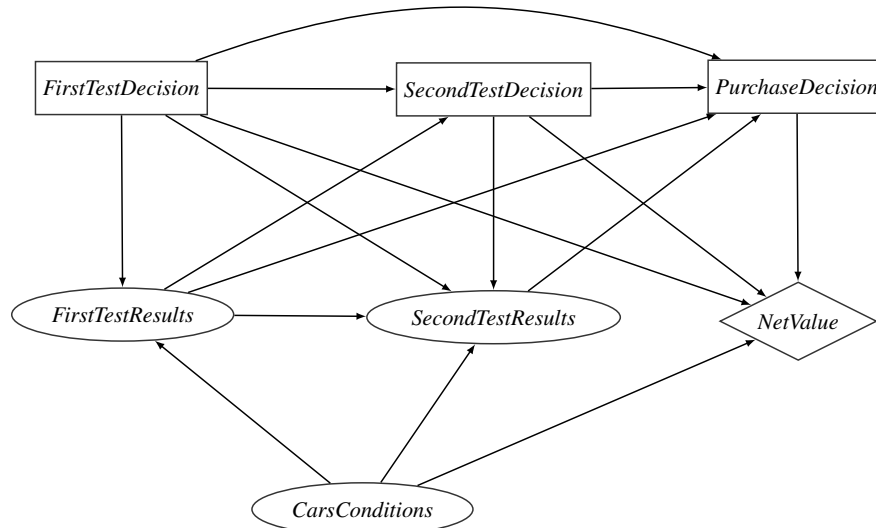 FirstTestDecision
SecondTestDecision
PurchaseDecision
FirstTestResults
SecondTestResults
NetValue
CarsConditions